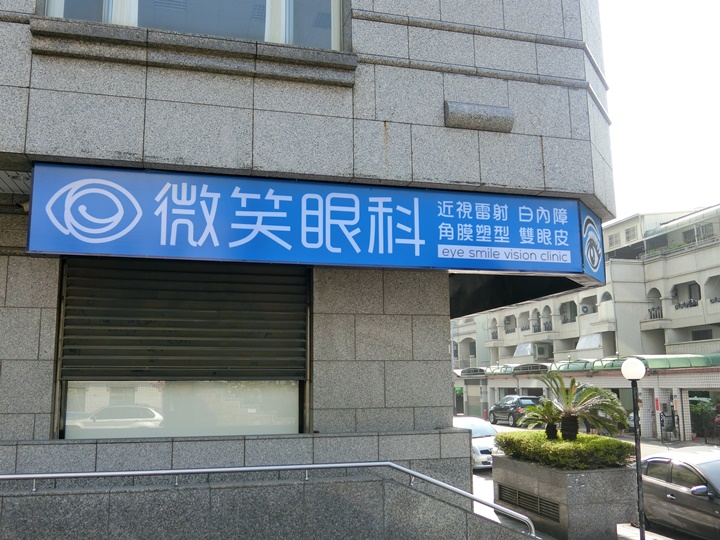 微笑眼科
近視雷射 白內障
角膜塑型 雙眼皮
eye smile vision clinic